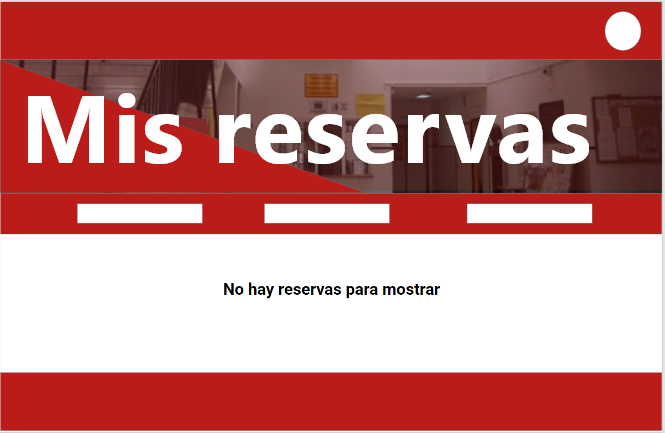 Mis reservas
No hay reservas para mostrar